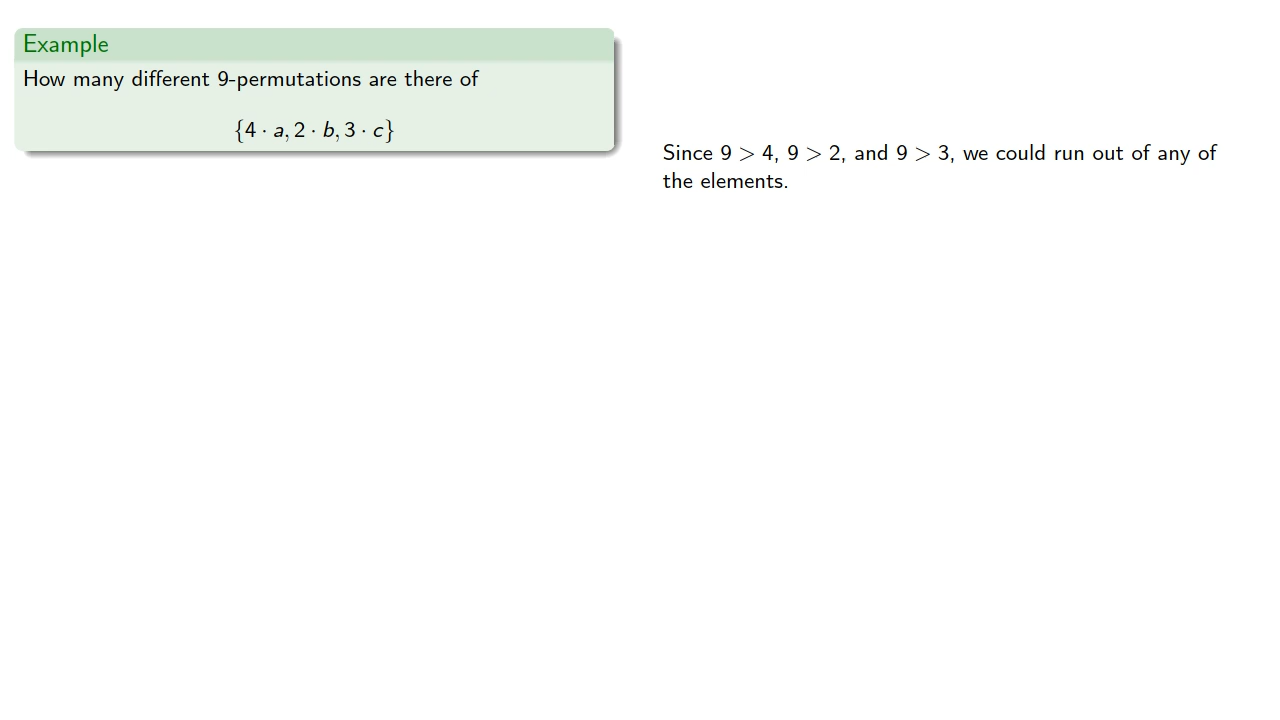 Example
How many different 9-permutations are there of
{4 · a, 2 · b, 3 · c}
Since 9 > 4, 9 > 2, and 9 > 3, we could run out of any of
the elements.